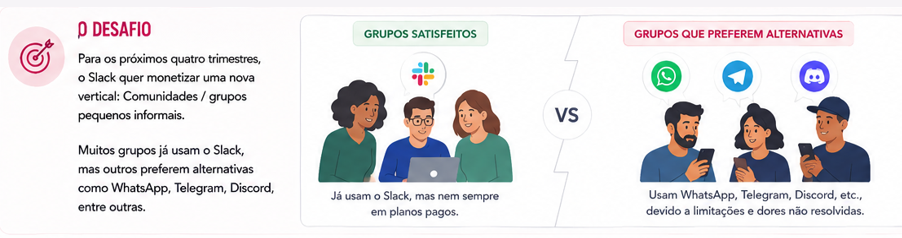 O DESAFIO
Para os próximos quatro trimestres,
o Slack quer monetizar uma nova
vertical: Comunidades / grupos
pequenos informais.
Muitos grupos já usam o Slack,
mas outros preferem alternativas
como WhatsApp, Telegram, Discord,
entre outras.
GRUPOS SATISFEITOS
Já usam o Slack, mas nem sempre
em planos pagos.
VS
GRUPOS QUE PREFEREM ALTERNATIVAS
Usam WhatsApp, Telegram, Discord, etc.,
devido a limitações e dores não resolvidas.